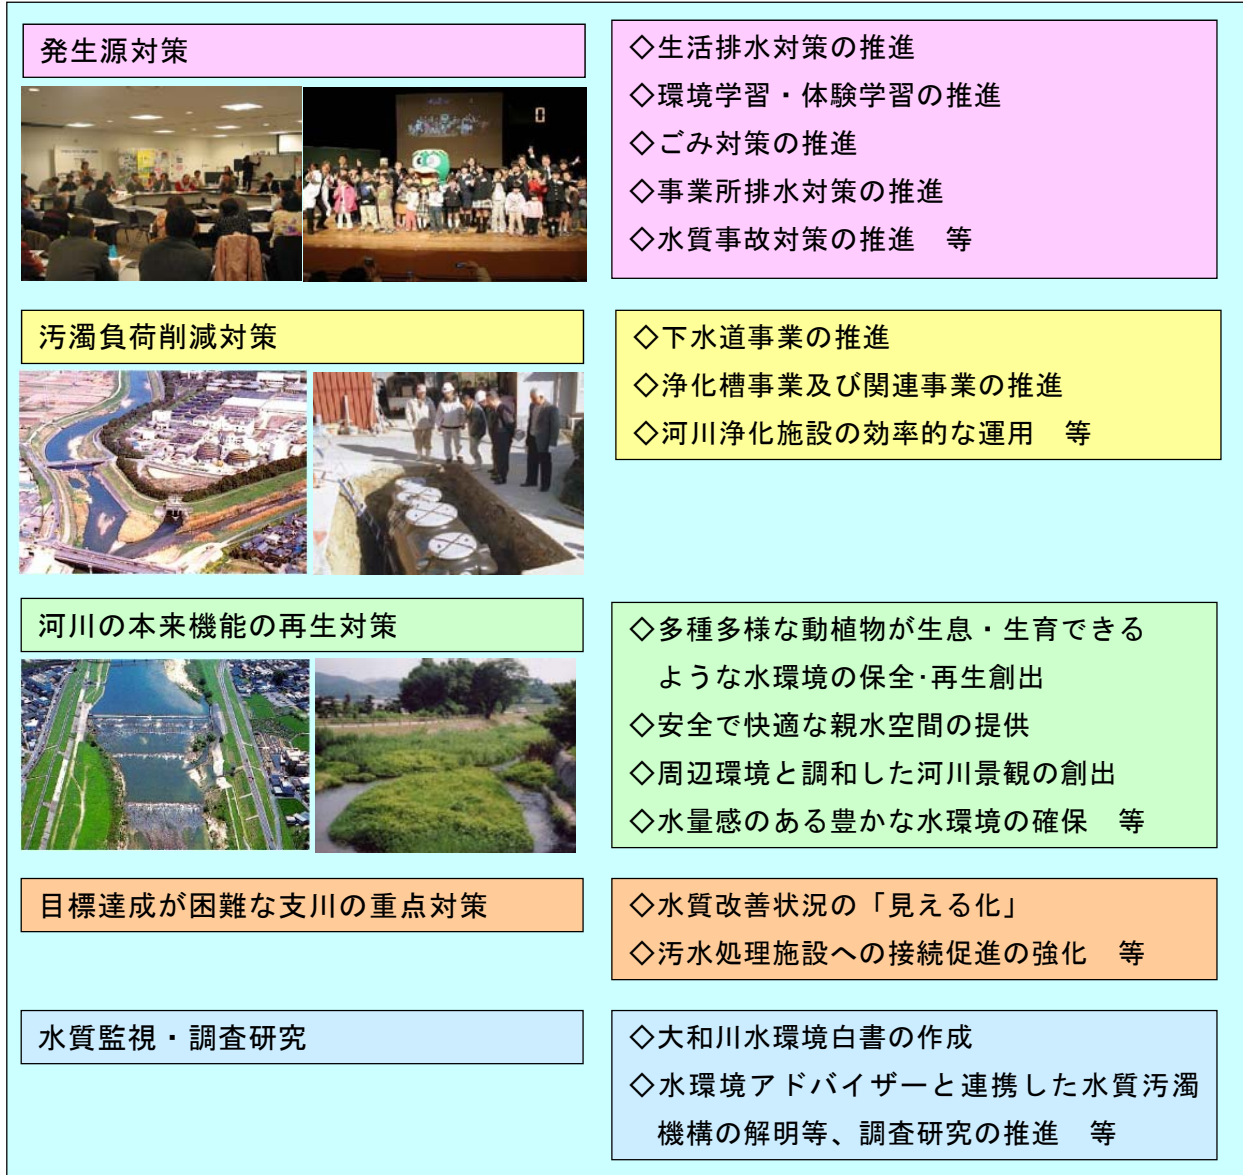 発生源対策
◇生活排水対策の推進
◇環境学習・体験学習の推進
◇ごみ対策の推進
◇事業所排水対策の推進
◇水質事故対策の推進　等
汚濁負荷削減対策
◇下水道事業の推進
◇浄化槽事業及び関連事業の推進
◇河川浄化施設の効率的な運用　等
河川の本来機能の再生対策
◇多種多様な動植物が生息・生育できる
ような水環境の保全･再生創出
◇安全で快適な親水空間の提供
◇周辺環境と調和した河川景観の創出
◇水量感のある豊かな水環境の確保　等
目標達成が困難な支川の重点対策
◇水質改善状況の「見える化」
◇汚水処理施設への接続促進の強化　等
水質監視・調査研究
◇大和川水環境白書の作成
◇水環境アドバイザーと連携した水質汚濁
機構の解明等、調査研究の推進　等